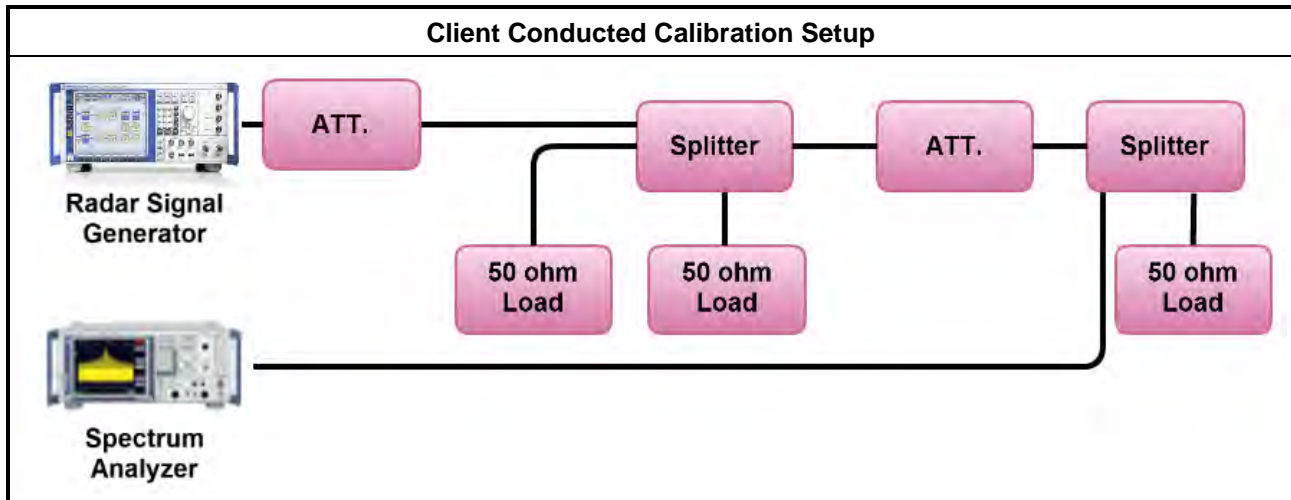 Client Conducted Calibration Setup
ATT.
Splitter
ATT.
Splitter
Radar Signal
Generator
50 ohm
Load
50 ohm
Load
50 ohm
Load
Spectrum
Analyzer